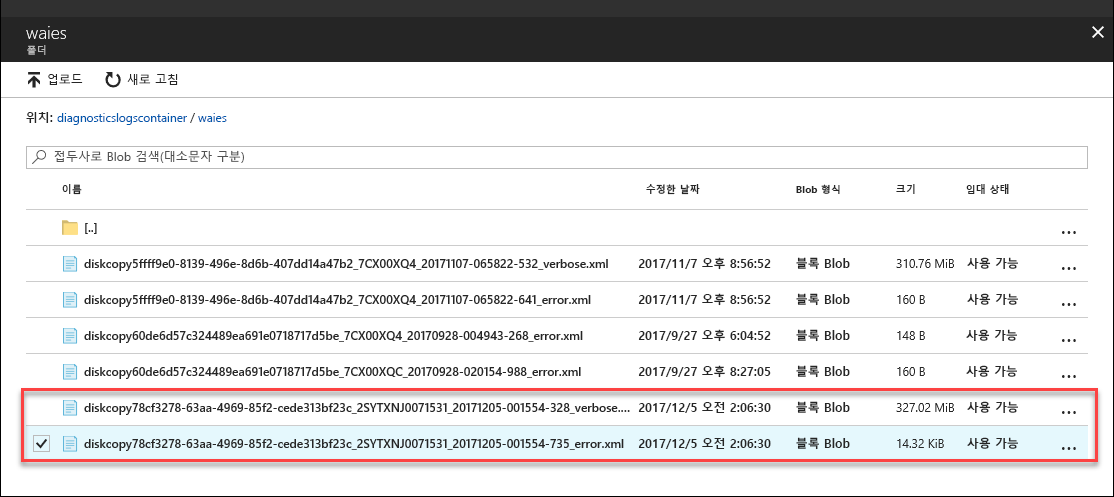 waies
폴더
업로드 새로 고침
위치: diagnosticslogscontainer / waies
접두사로 Blob 검색(대소문자 구분)
이름 수정한 날짜 Blob 형식 크기 임대 상태
[..] ...
diskcopy5ffff9e0-8139-496e-8d6b-407dd14a47b2_7CX00XQ4_20171107-065822-532_verbose.xml 2017/11/7 오후 8:56:52 블록 Blob 310.76 MiB 사용 가능 ...
diskcopy5ffff9e0-8139-496e-8d6b-407dd14a47b2_7CX00XQ4_20171107-065822-641_error.xml 2017/11/7 오후 8:56:52 블록 Blob 160 B 사용 가능 ...
diskcopy60de6d57c324489ea691e0718717d5be_7CX00XQ4_20170928-004943-268_error.xml 2017/9/27 오후 6:04:52 블록 Blob 148 B 사용 가능 ...
diskcopy60de6d57c324489ea691e0718717d5be_7CX00XQC_20170928-020154-988_error.xml 2017/9/27 오후 8:27:05 블록 Blob 160 B 사용 가능 ...
diskcopy78cf3278-63aa-4969-85f2-cede313bf23c_2SYTXNJ0071531_20171205-001554-328_verbose.... 2017/12/5 오전 2:06:30 블록 Blob 327.02 MiB 사용 가능 ...
diskcopy78cf3278-63aa-4969-85f2-cede313bf23c_2SYTXNJ0071531_20171205-001554-735_error.xml 2017/12/5 오전 2:06:30 블록 Blob 14.32 KiB 사용 가능 ...